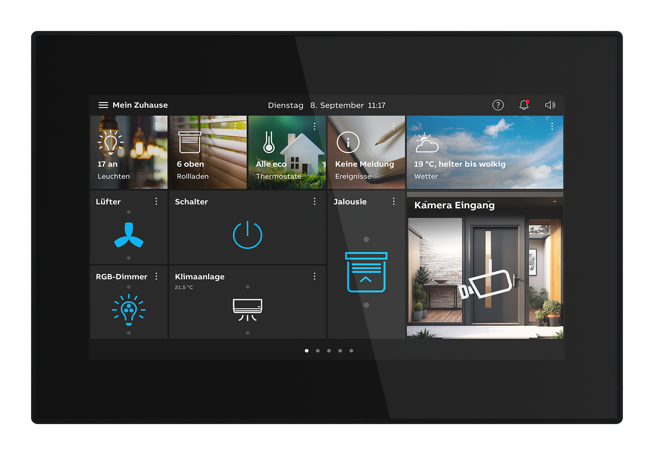 Mein Zuhause
Dienstag 8. September 11:17
17 an
Leuchten
6 oben
Rollladen
Alle eco
Thermostate
Keine Meldung
Ereignisse
19 °C, heiter bis wolkig
Wetter
Lüfter
Schalter
Jalousie
Kamera Eingang
RGB-Dimmer
Klimaanlage
21.5 °C